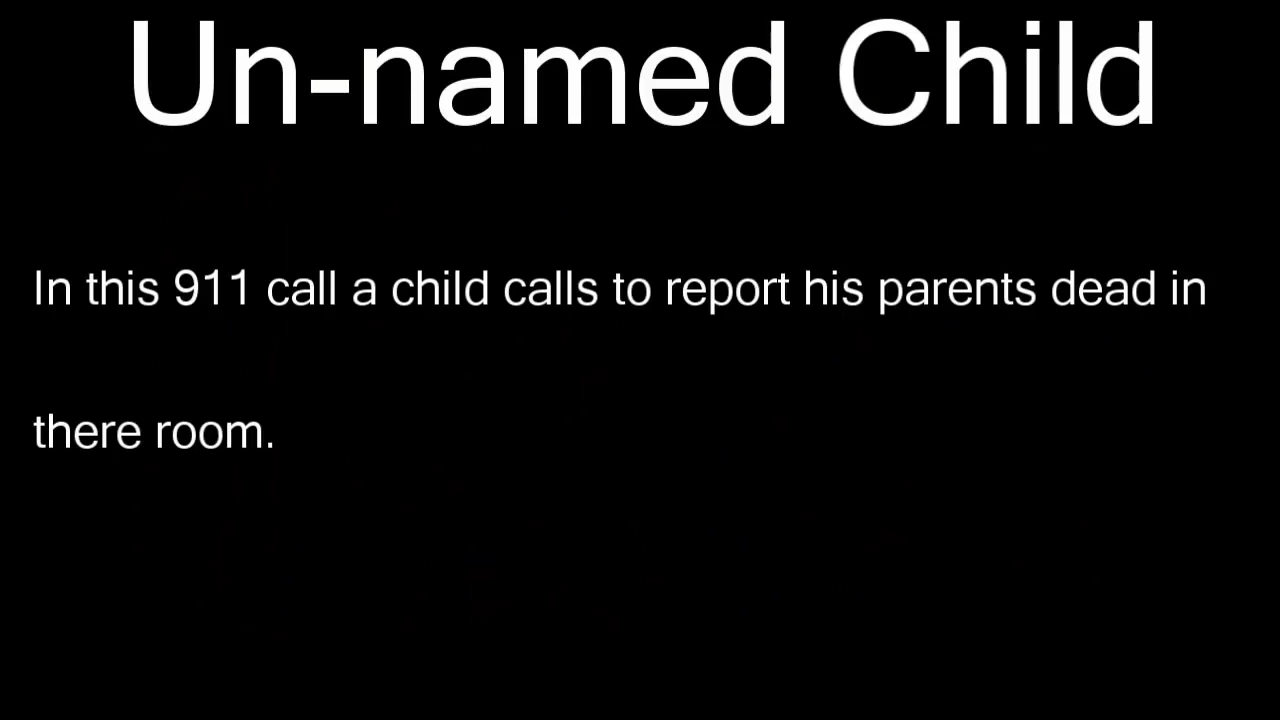 Un-named Child
In this 911 call a child calls to report his parents dead in
there room.